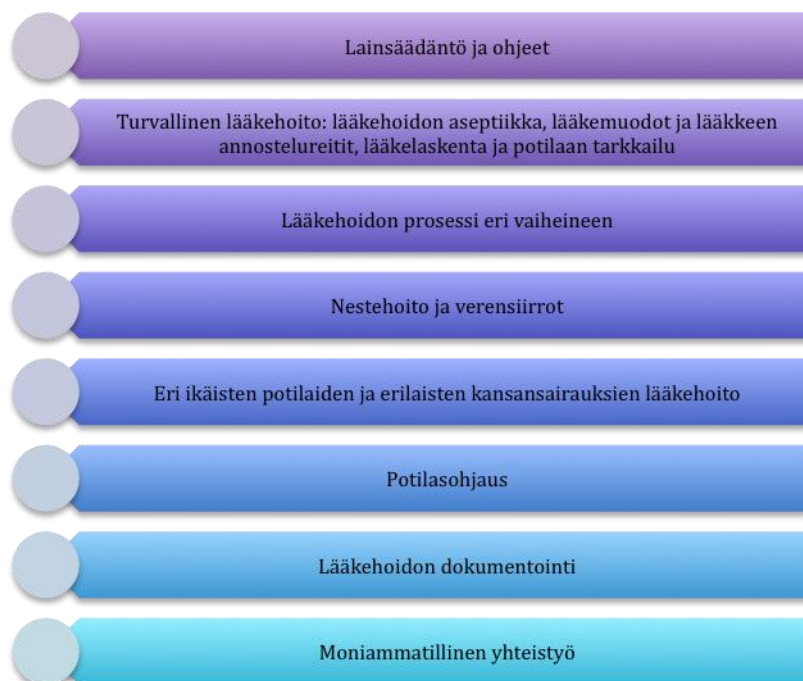 Lainsäädäntö ja ohjeet
Turvallinen lääkehoito: lääkehoidon aseptiikka, lääkemuodot ja lääkkeen
annostelureitit, lääkelaskenta ja potilaan tarkkailu
Lääkehoidon prosessi eri vaiheineen
Nestehoito ja verensiirrot
Eri ikäisten potilaiden ja erilaisten kansansairauksien lääkehoito
Potilasohjaus
Lääkehoidon dokumentointi
Moniammatillinen yhteistyö